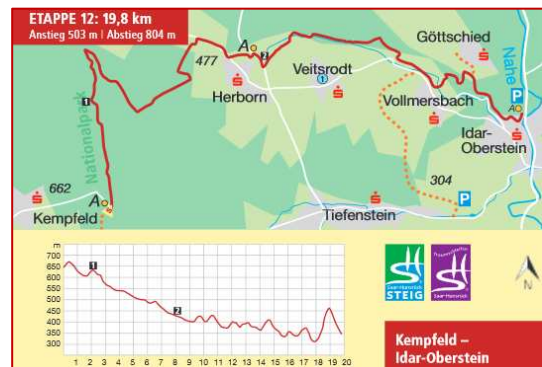 ETAPPE 12: 19,8 km
Anstieg 503 m | Abstieg 804 m
Göttschied
Nahe
477
A
2
Veitsrodt
1
Herborn
Vollmersbach
P
A
Idar-
Oberstein
1
Nationalpark
304
P
662
A
S
Kempfeld
Tiefenstein
m
700
650
600
550
500
450
400
350
300
1
2
1 2 3 4 5 6 7 8 9 10 11 12 13 14 15 16 17 18 19 20
Saar-Hunsrück
STEIG
Saar-Hunsrück
N
Kempfeld –
Idar-Oberstein